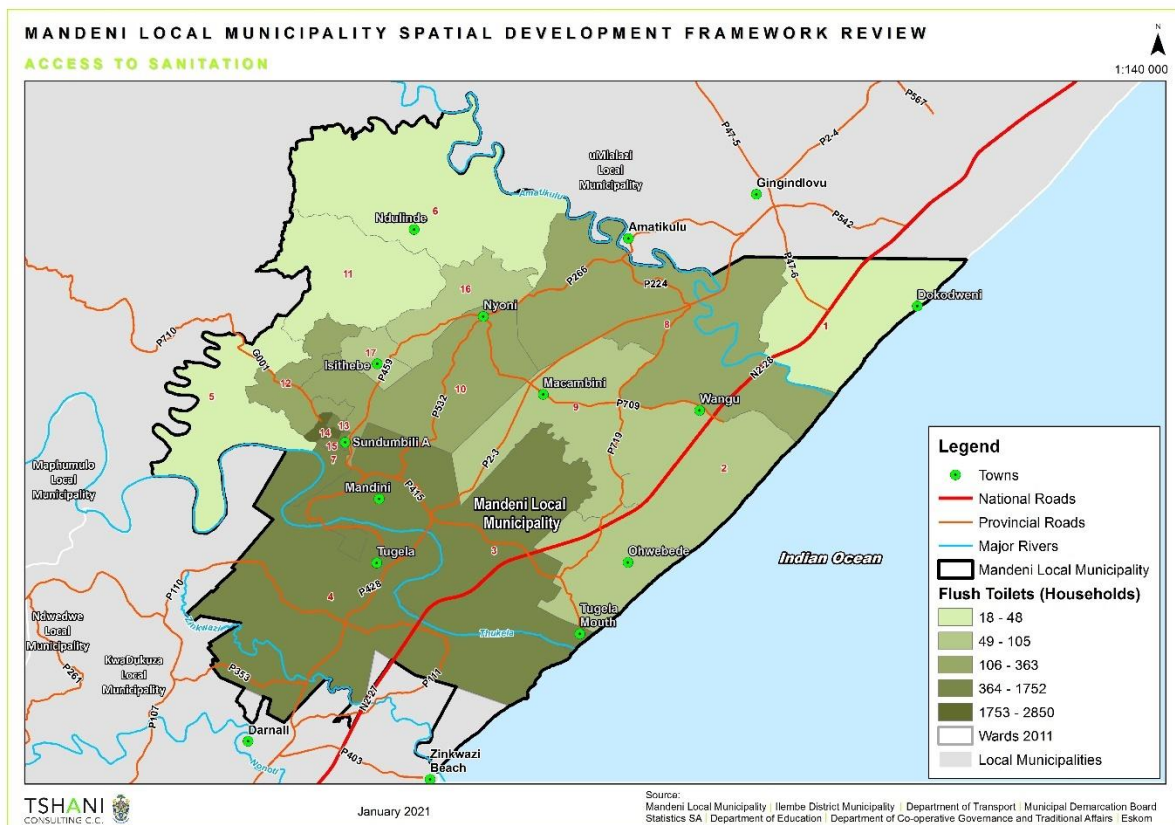 MANDENI LOCAL MUNICIPALITY SPATIAL DEVELOPMENT FRAMEWORK REVIEW
ACCESS TO SANITATION
N
1:140 000
P567
P47-5
P2-4
uMlalazi
Local
Municipality
Gingindlovu
Amatikulu
6
Ndulinde
Amatikulu
P542
P47-6
11
P266
P224
16
Nyoni
Dokodweni
1
8
P710
G001
17
Isithebe
P459
N2-26
5
12
10
P532
Macambini
9
P709
Wangu
14
13
15
7
Sundumbili A
P2-3
P719
2
Maphumulo
Local
Municipality
Mandini
P415
Mandeni Local
Municipality
3
Ohwebede
Indian Ocean
Tugela
P428
4
P110
Zinkwazi
Thukela
Tugela
Mouth
Ndwedwe
Local
Municipality
P261
KwaDukuza
Local
Municipality
P353
P111
N2-27
P107
Darnall
Nonoti
P403
Zinkwazi
Beach
Legend
Towns
National Roads
Provincial Roads
Major Rivers
Mandeni Local Municipality
Flush Toilets (Households)
18 - 48
49 - 105
106 - 363
364 - 1752
1753 - 2850
Wards 2011
Local Municipalities
TSHANI
CONSULTING C.C.
January 2021
Source:
Mandeni Local Municipality | Ilembe District Municipality | Department of Transport | Municipal Demarcation Board
Statistics SA | Department of Education | Department of Co-operative Governance and Traditional Affairs | Eskom